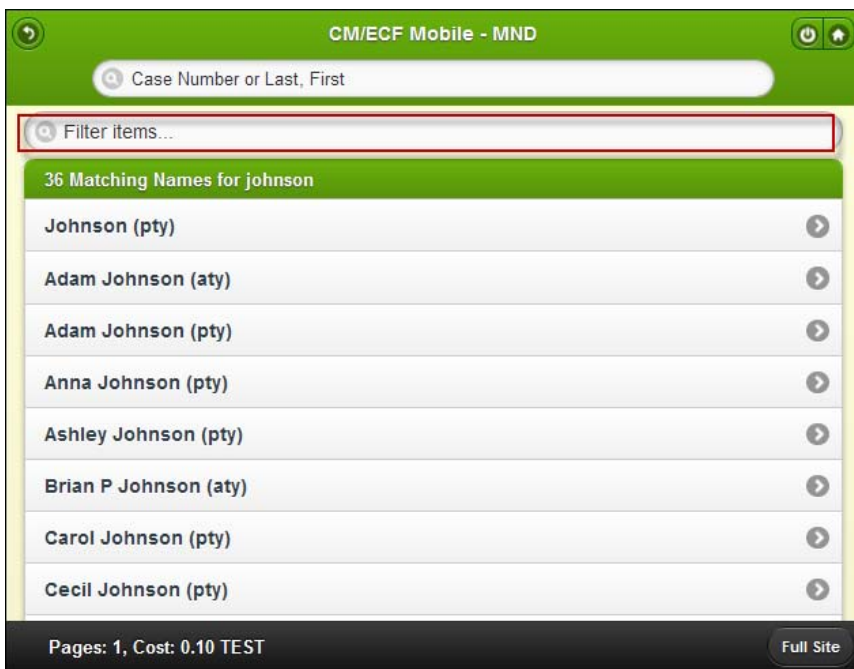 CM/ECF Mobile - MND
Case Number or Last, First
Filter items...
36 Matching Names for johnson
Johnson (pty)
Adam Johnson (aty)
Adam Johnson (pty)
Anna Johnson (pty)
Ashley Johnson (pty)
Brian P Johnson (aty)
Carol Johnson (pty)
Cecil Johnson (pty)
Pages: 1, Cost: 0.10 TEST
Full Site